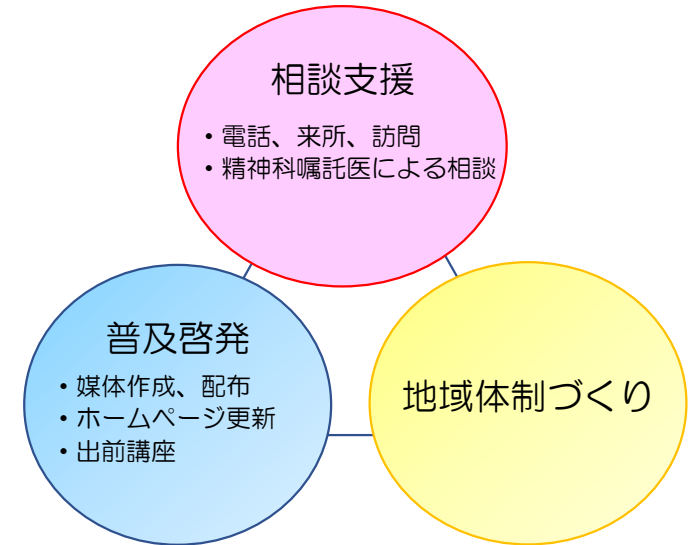 相談支援
・電話、来所、訪問
・精神科嘱託医による相談
普及啓発
・媒体作成、配布
・ホームページ更新
・出前講座
地域体制づくり